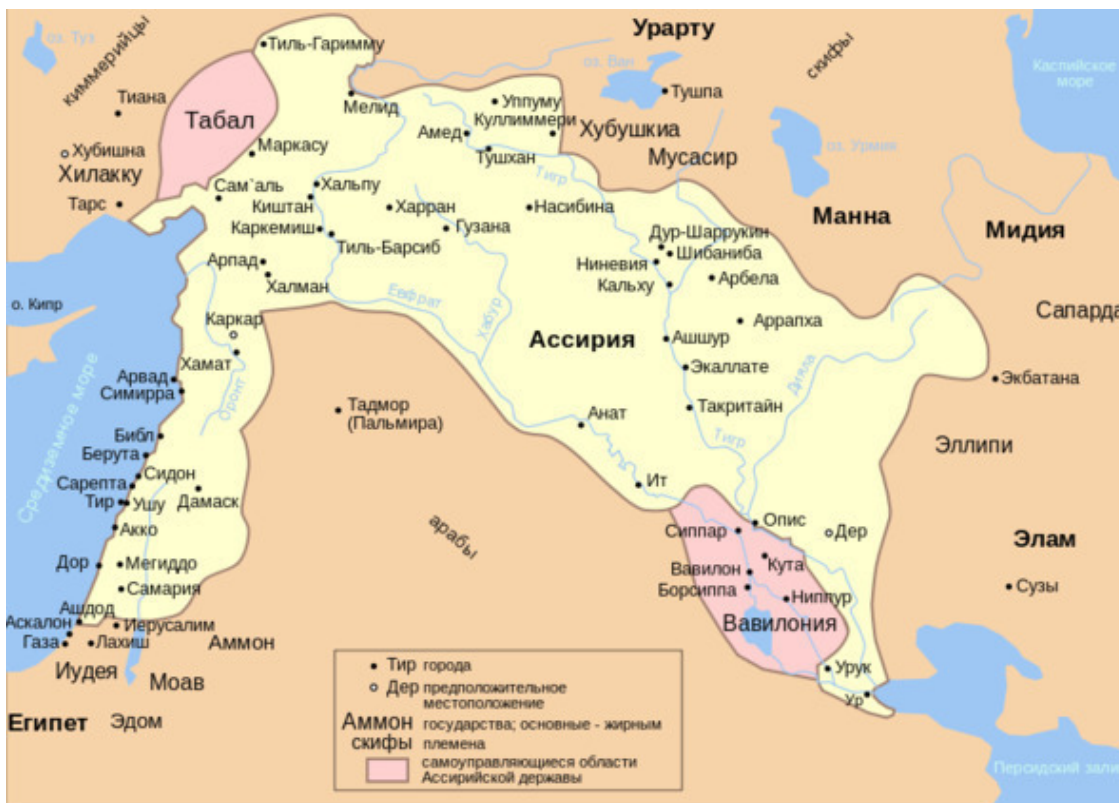 оз. Туз
киммерийцы
Тиль-Гаримму
Урарту
оз. Ван
скифы
Каспийское
море
Тиана
Табал
Мелид
Уппуму
Куллиммери
Тушпа
Амед
Хубушкиа
Хубишна
Хилакку
Маркасу
Тушхан
Тигр
Мусасир
оз. Урмия
Тарс
Сам`аль
Хальпу
Киштан
Харран
Насибина
Манна
Мидия
Каркемиш
Тиль-Барсиб
Гузана
Дур-Шаррукин
Шибаниба
Ниневия
Арпад
Халман
Кальху
Арбела
о. Кипр
Евфрат
Хабур
Сапарда
Каркар
Ассирия
Аррапха
Ашшур
Хамат
Экаллате
Дияла
Арвад
Симирра
Оронт
Экбатана
Средиземное море
Тадмор
(Пальмира)
Анат
Такритайн
Тигр
Библ
Берута
Эллипи
Сидон
Сарепта
Тир
Ушу
Дамаск
Ит
Акко
арабы
Опис
Сиппар
Дер
Элам
Дор
Мегиддо
Кута
Вавилон
Самария
Борсиппа
Ниппур
Сузы
Ашдод
Аскалон
Иерусалим
Вавилония
Газа
Лахиш
Аммон
Иудея
Моав
Урук
Ур
Египет
Эдом
Персидский зали
Тир города
Дер предположительное
местоположение
Аммон государства; основные - жирным
скифы племена
самоуправляющиеся области
Ассирийской державы